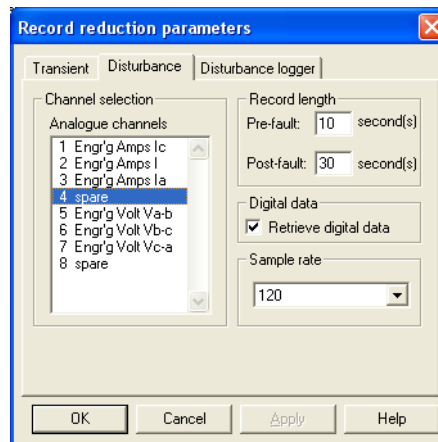 Record reduction parameters
Transient Disturbance Disturbance logger
Channel selection
Analogue channels
1 Engr'g Amps Ic
2 Engr'g Amps I
3 Engr'g Amps Ia
4 spare
5 Engr'g Volt Va-b
6 Engr'g Volt Vb-c
7 Engr'g Volt Vc-a
8 spare
Record length
Pre-fault: 10 second(s)
Post-fault: 30 second(s)
Digital data
Retrieve digital data
Sample rate
120
OK Cancel Apply Help